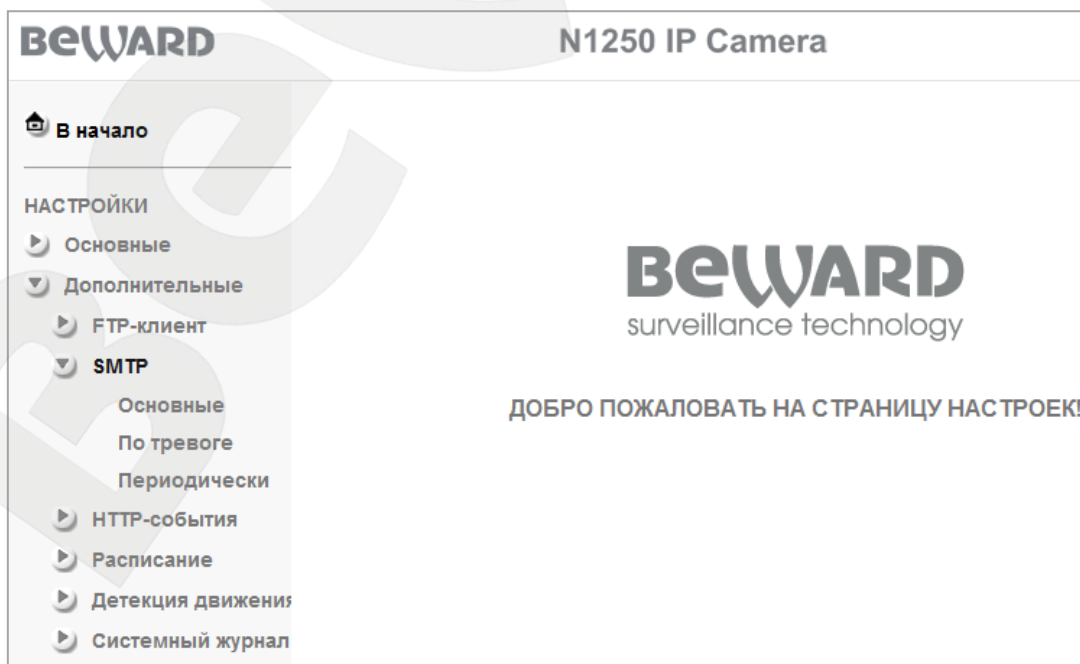 BEWARD
N1250 IP Camera
В начало
НАСТРОЙКИ
Основные
Дополнительные
FTP-клиент
SMTP
Основные
По тревоге
Периодически
HTTP-события
Расписание
Детекция движения
Системный журнал
BEWARD
surveillance technology
ДОБРО ПОЖАЛОВАТЬ НА СТРАНИЦУ НАСТРОЕК!